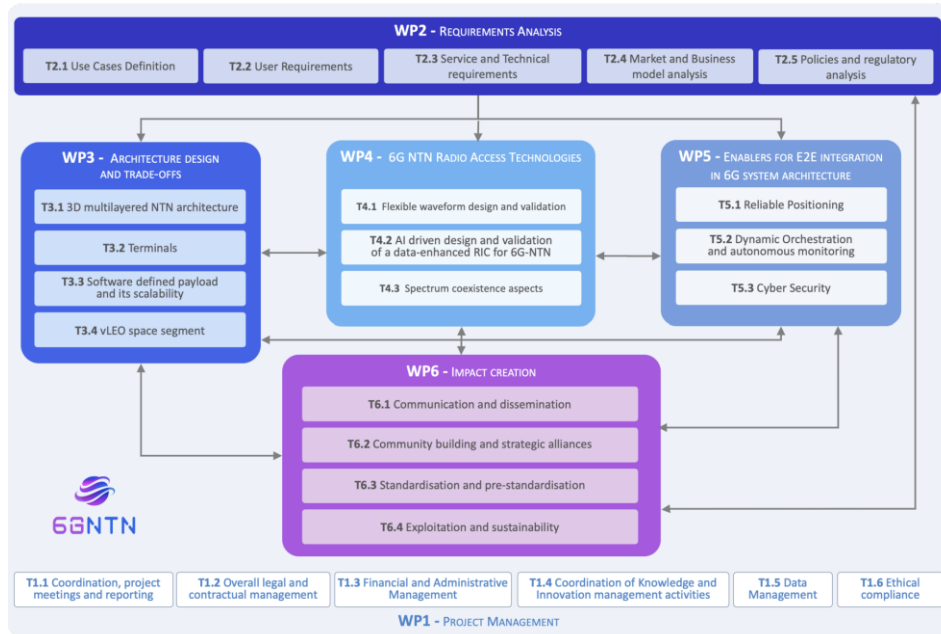 WP2 - Requirements Analysis
T2.1 Use Cases Definition
T2.2 User Requirements
T2.3 Service and Technical
requirements
T2.4 Market and Business
model analysis
T2.5 Policies and regulatory
analysis
WP3 - Architecture design
and trade-offs
T3.1 3D multilayered NTN architecture
T3.2 Terminals
T3.3 Software defined payload
and its scalability
T3.4 vLEO space segment
WP4 - 6G NTN Radio Access Technologies
T4.1 Flexible waveform design and validation
T4.2 AI driven design and validation
of a data-enhanced RIC for 6G-NTN
T4.3 Spectrum coexistence aspects
WP5 - Enablers for E2E integration
in 6G system architecture
T5.1 Reliable Positioning
T5.2 Dynamic Orchestration
and autonomous monitoring
T5.3 Cyber Security
WP6 - Impact creation
T6.1 Communication and dissemination
T6.2 Community building and strategic alliances
T6.3 Standardisation and pre-standardisation
T6.4 Exploitation and sustainability
6GNTN
T1.1 Coordination, project
meetings and reporting
T1.2 Overall legal and
contractual management
T1.3 Financial and Administrative
Management
T1.4 Coordination of Knowledge and
Innovation management activities
T1.5 Data
Management
T1.6 Ethical
compliance
WP1 - Project Management